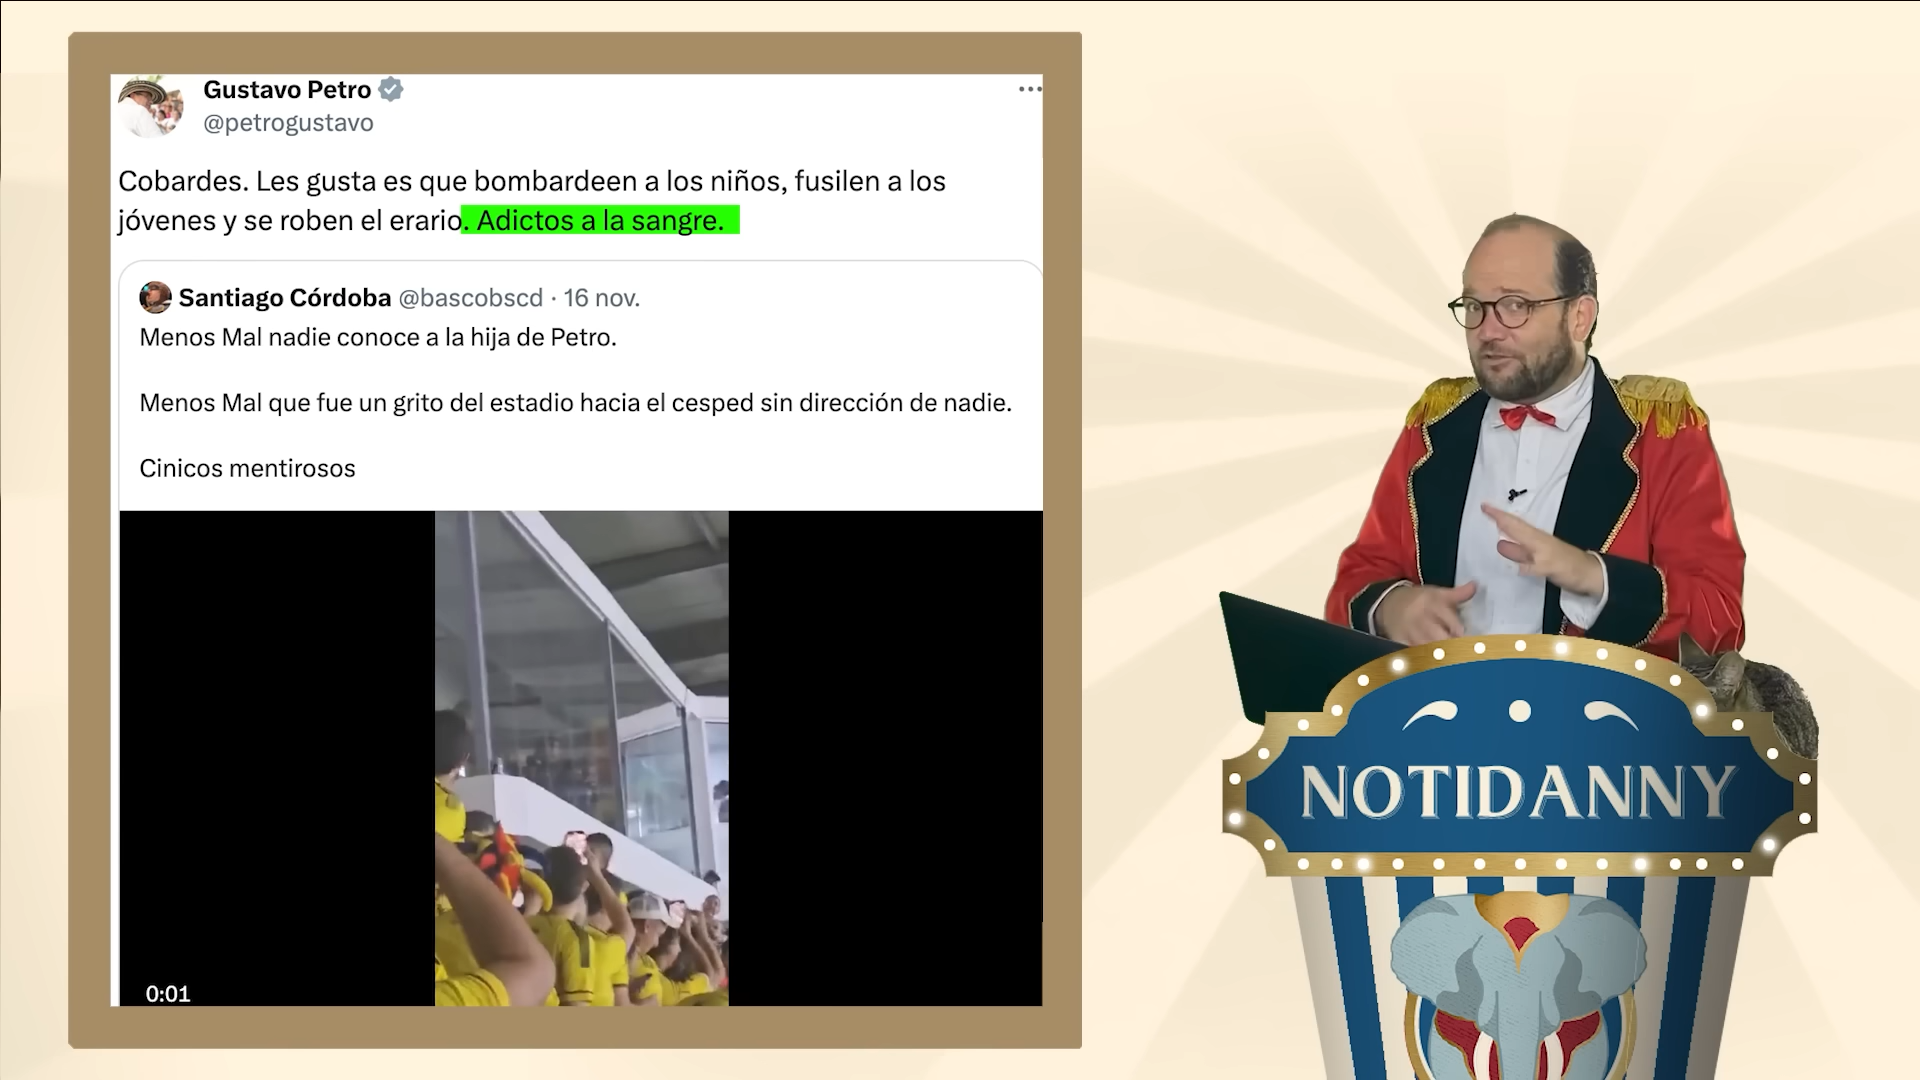 Gustavo Petro
@petrogustavo
Cobardes. Les gusta es que bombardeen a los niños, fusilen a los
jóvenes y se roben el erario. Adictos a la sangre.
Santiago Córdoba @bascobscd · 16 nov.
Menos Mal nadie conoce a la hija de Petro.
Menos Mal que fue un grito del estadio hacia el cesped sin dirección de nadie.
Cinicos mentirosos
0:01
NOTIDANNY